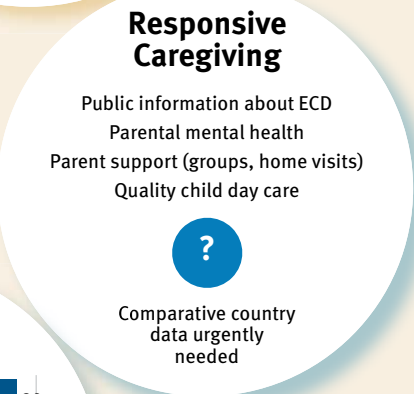 Responsive
Caregiving
Public information about ECD
Parental mental health
Parent support (groups, home visits)
Quality child day care
?
Comparative country
data urgently
needed